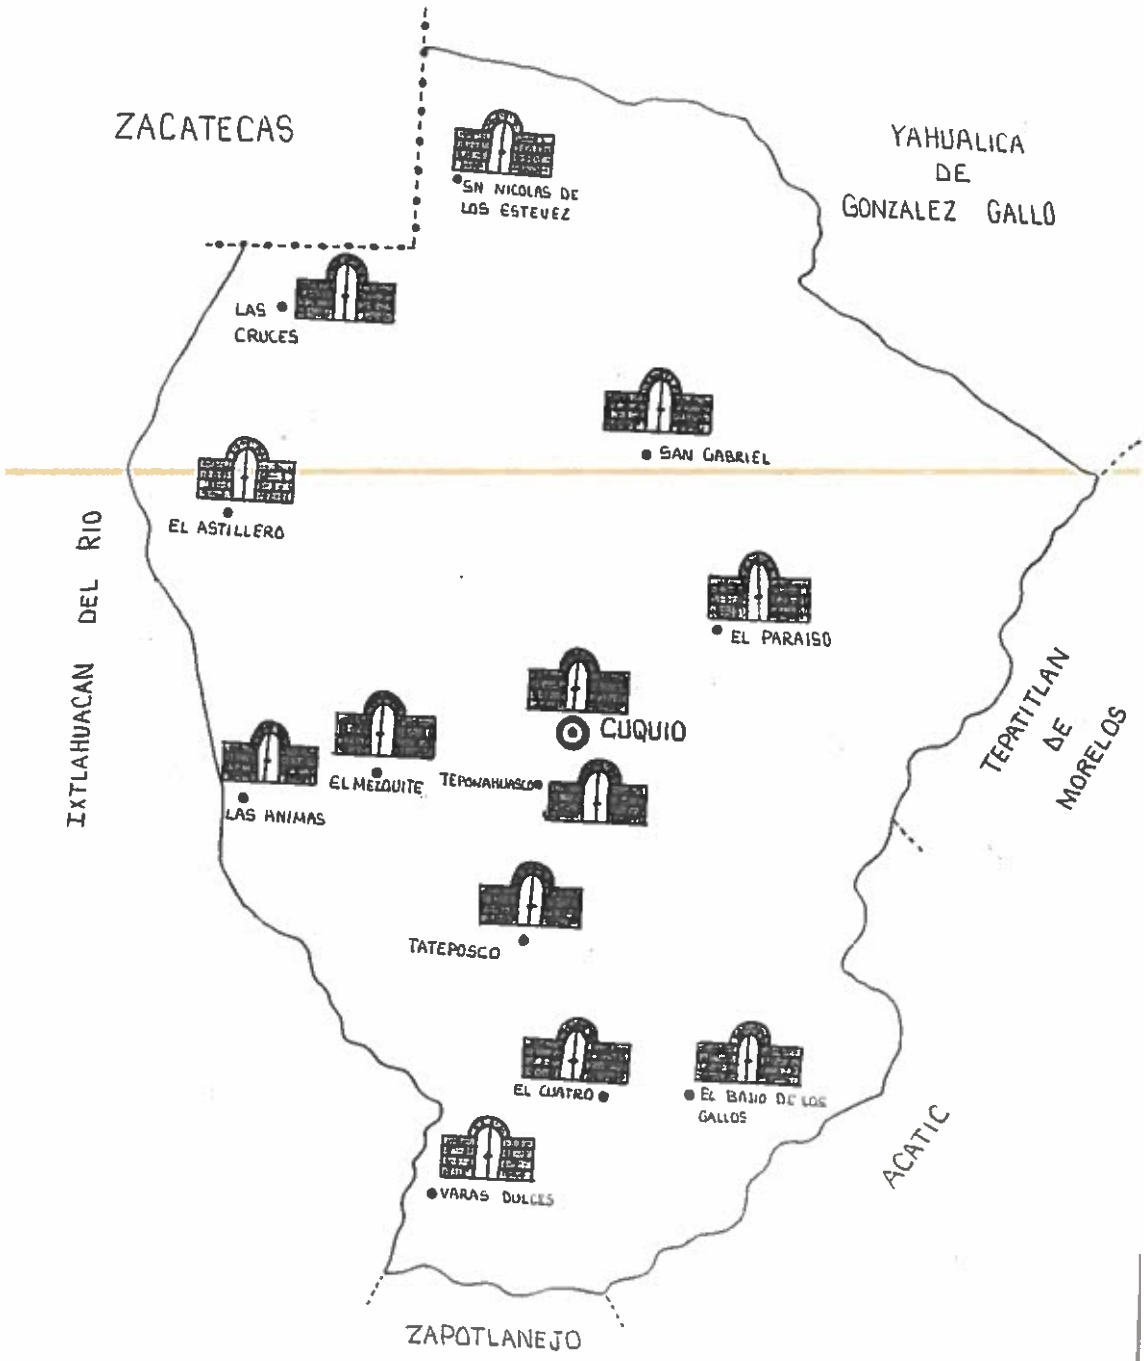 ZACATECAS
YAHUALICA
DE
GONZALEZ GALLO
SN NICOLAS DE
LOS ESTEVEZ
LAS
CRUCES
SAN GABRIEL
EL ASTILLERO
IXTLAHUACAN DEL RIO
EL PARAISO
TEPATITLAN
DE
MORELOS
CUQUIO
EL MEZQUITE
TEPONAHUASCO
LAS ANIMAS
TATEPOSCO
EL CUATRO
EL BAJIO DE LOS
GALLOS
ACATIC
VARAS DULCES
ZAPOTLANEJO